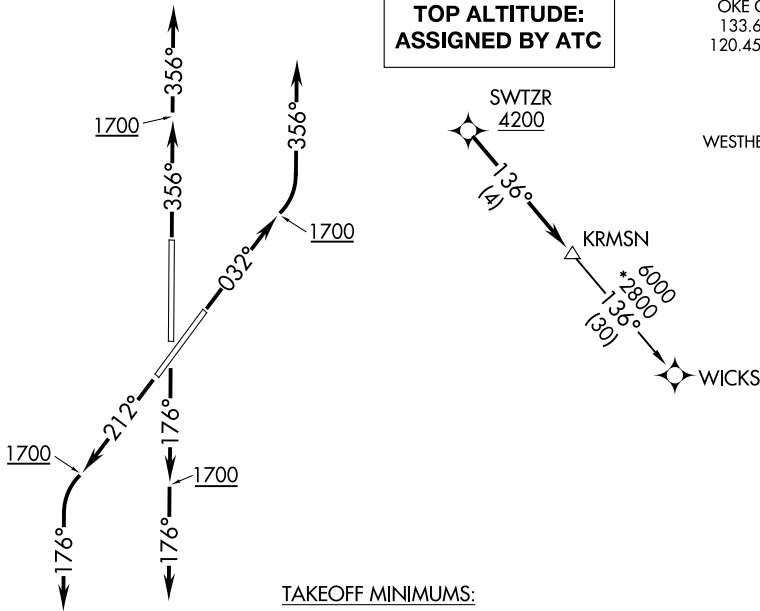 TOP ALTITUDE:
ASSIGNED BY ATC
OKE C
133.6
120.45
WESTHE
356°
1700
356°
356°
1700
032°
212°
1700
176°
176°
1700
176°
SWTZR
4200
136°
(4)
KRMSN
6000
*2800
136°
(30)
WICKS
TAKEOFF MINIMUMS: